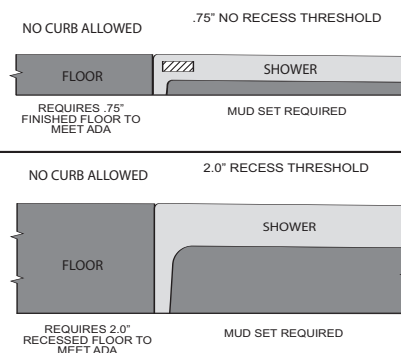 .75" NO RECESS THRESHOLD
NO CURB ALLOWED
FLOOR
SHOWER
REQUIRES .75"
FINISHED FLOOR TO
MEET ADA
MUD SET REQUIRED
2.0" RECESS THRESHOLD
NO CURB ALLOWED
SHOWER
FLOOR
REQUIRES 2.0"
RECESSED FLOOR TO
MEET ADA
MUD SET REQUIRED